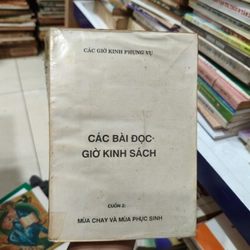 CÁC GIỜ KINH PHỤNG VỤ
CÁC BÀI ĐỌC
GIỜ KINH SÁCH
CUỐN 2:
MÙA CHAY VÀ MÙA PHỤC SINH